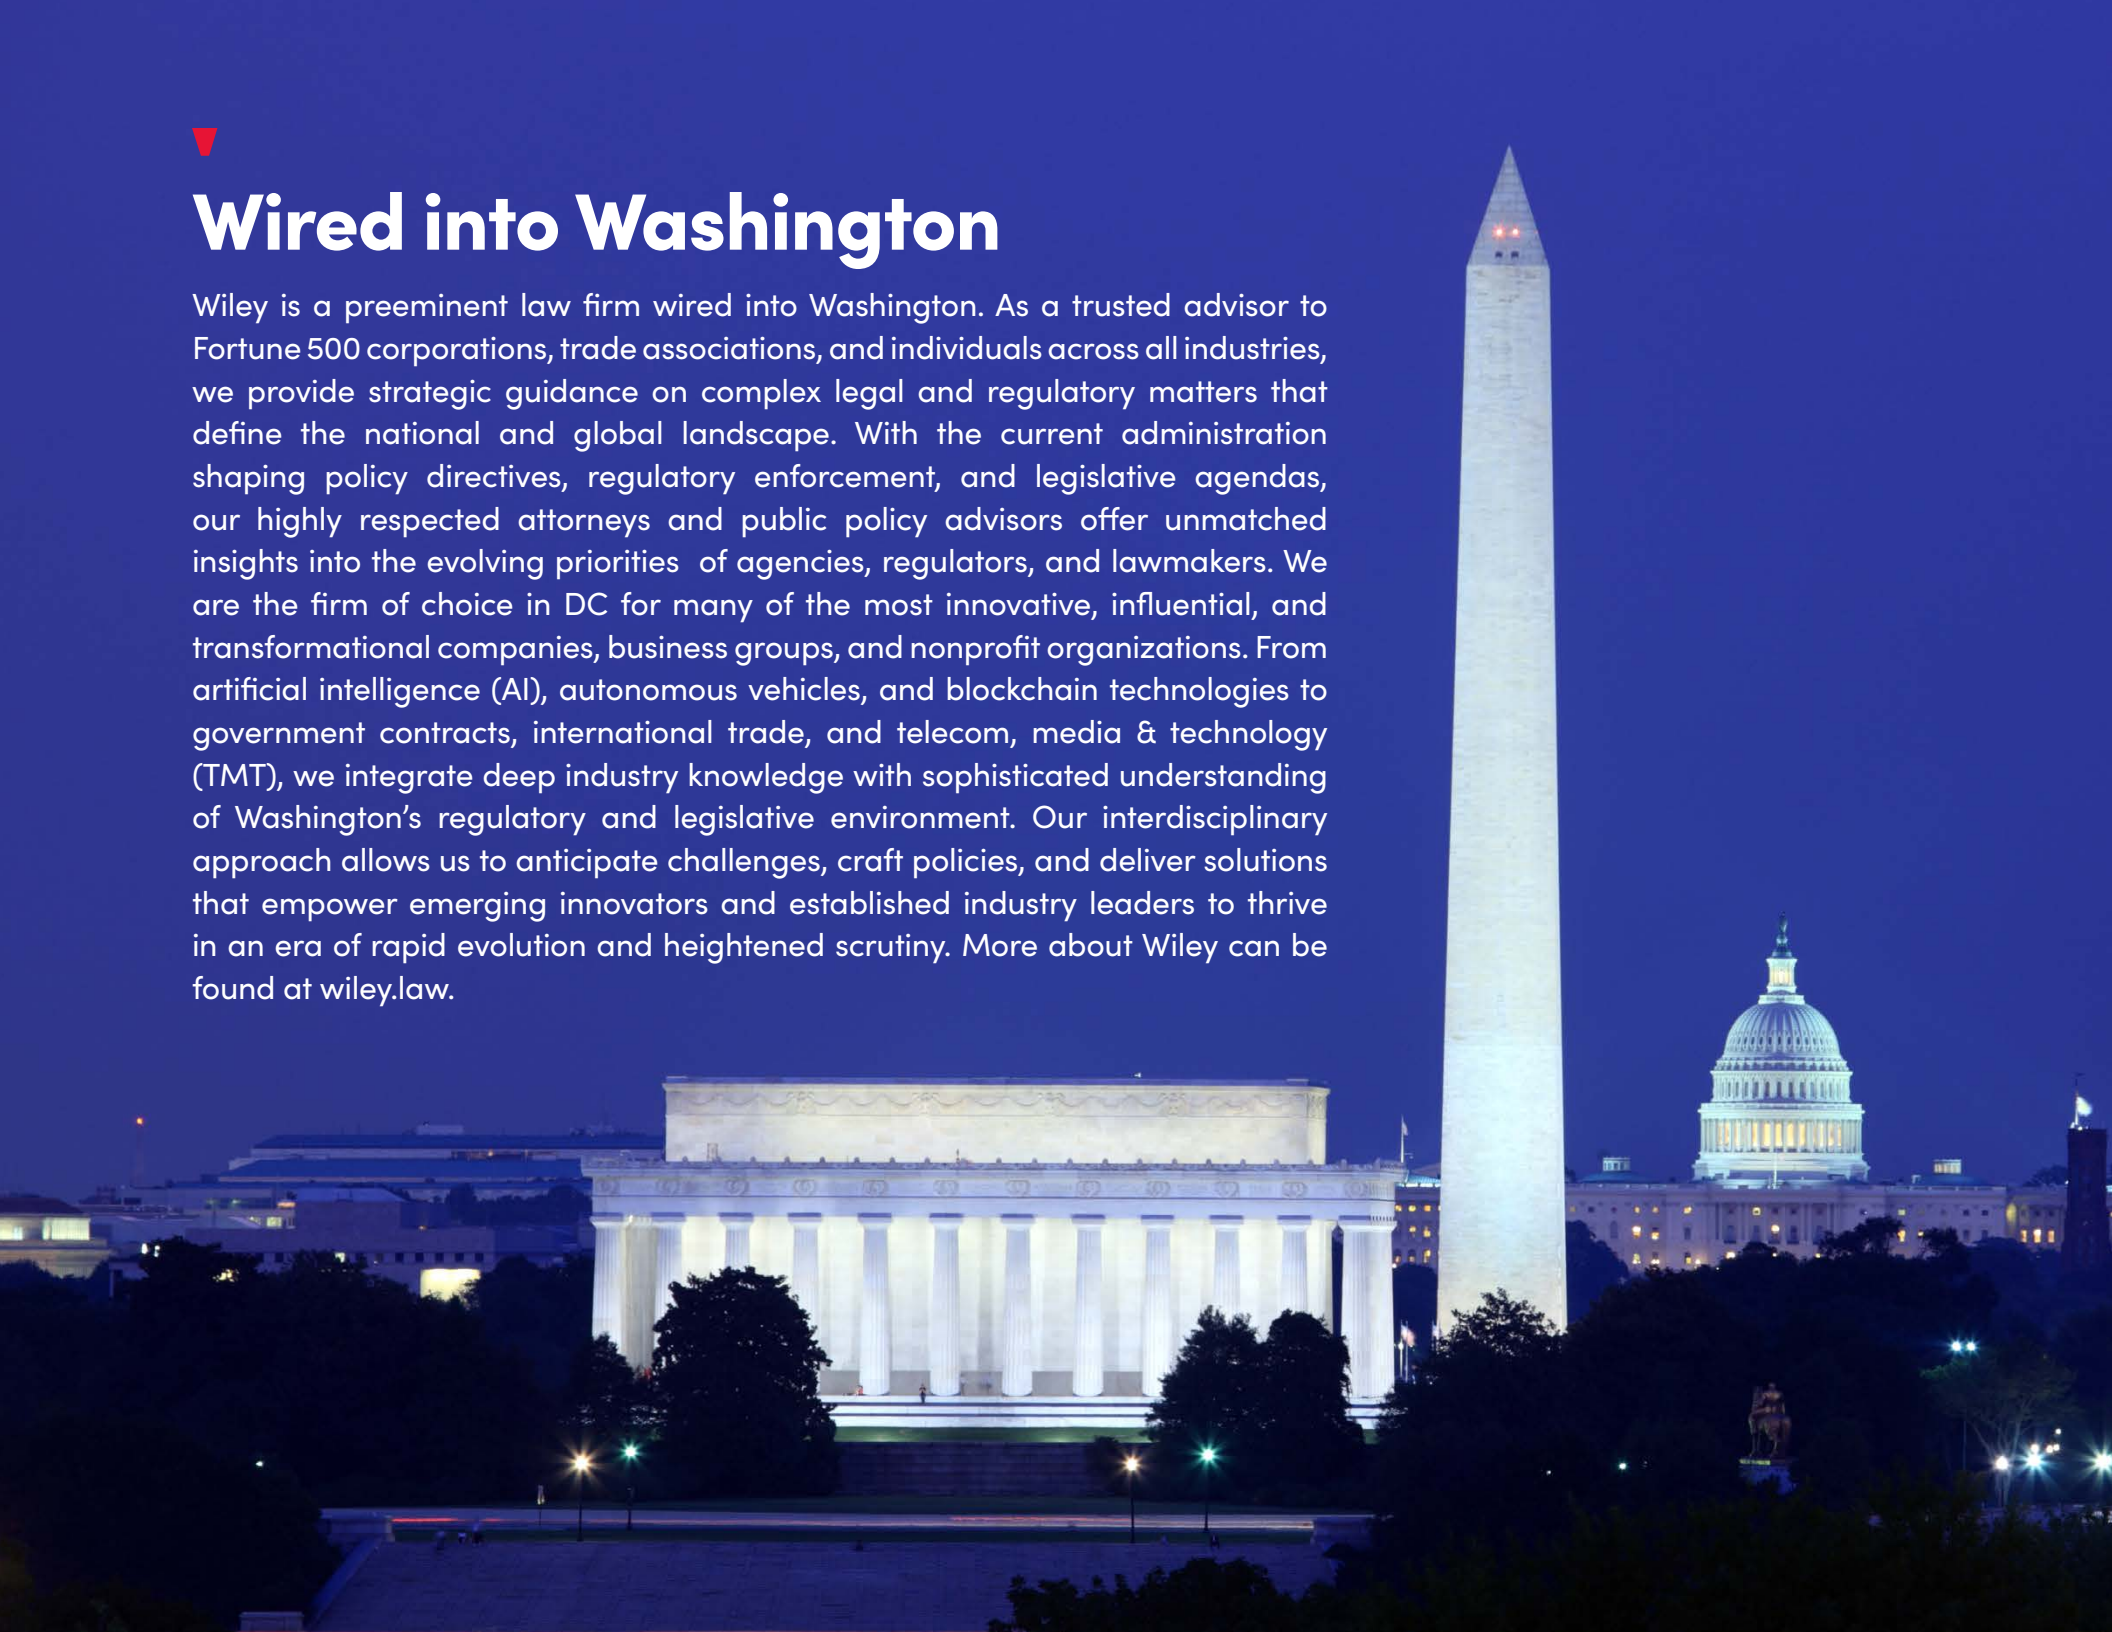 Wired into Washington
Wiley is a preeminent law firm wired into Washington. As a trusted advisor to
Fortune 500 corporations, trade associations, and individuals across all industries,
we provide strategic guidance on complex legal and regulatory matters that
define the national and global landscape. With the current administration
shaping policy directives, regulatory enforcement, and legislative agendas,
our highly respected attorneys and public policy advisors offer unmatched
insights into the evolving priorities of agencies, regulators, and lawmakers. We
are the firm of choice in DC for many of the most innovative, influential, and
transformational companies, business groups, and nonprofit organizations. From
artificial intelligence (AI), autonomous vehicles, and blockchain technologies to
government contracts, international trade, and telecom, media & technology
(TMT), we integrate deep industry knowledge with sophisticated understanding
of Washington’s regulatory and legislative environment. Our interdisciplinary
approach allows us to anticipate challenges, craft policies, and deliver solutions
that empower emerging innovators and established industry leaders to thrive
in an era of rapid evolution and heightened scrutiny. More about Wiley can be
found at wiley.law.